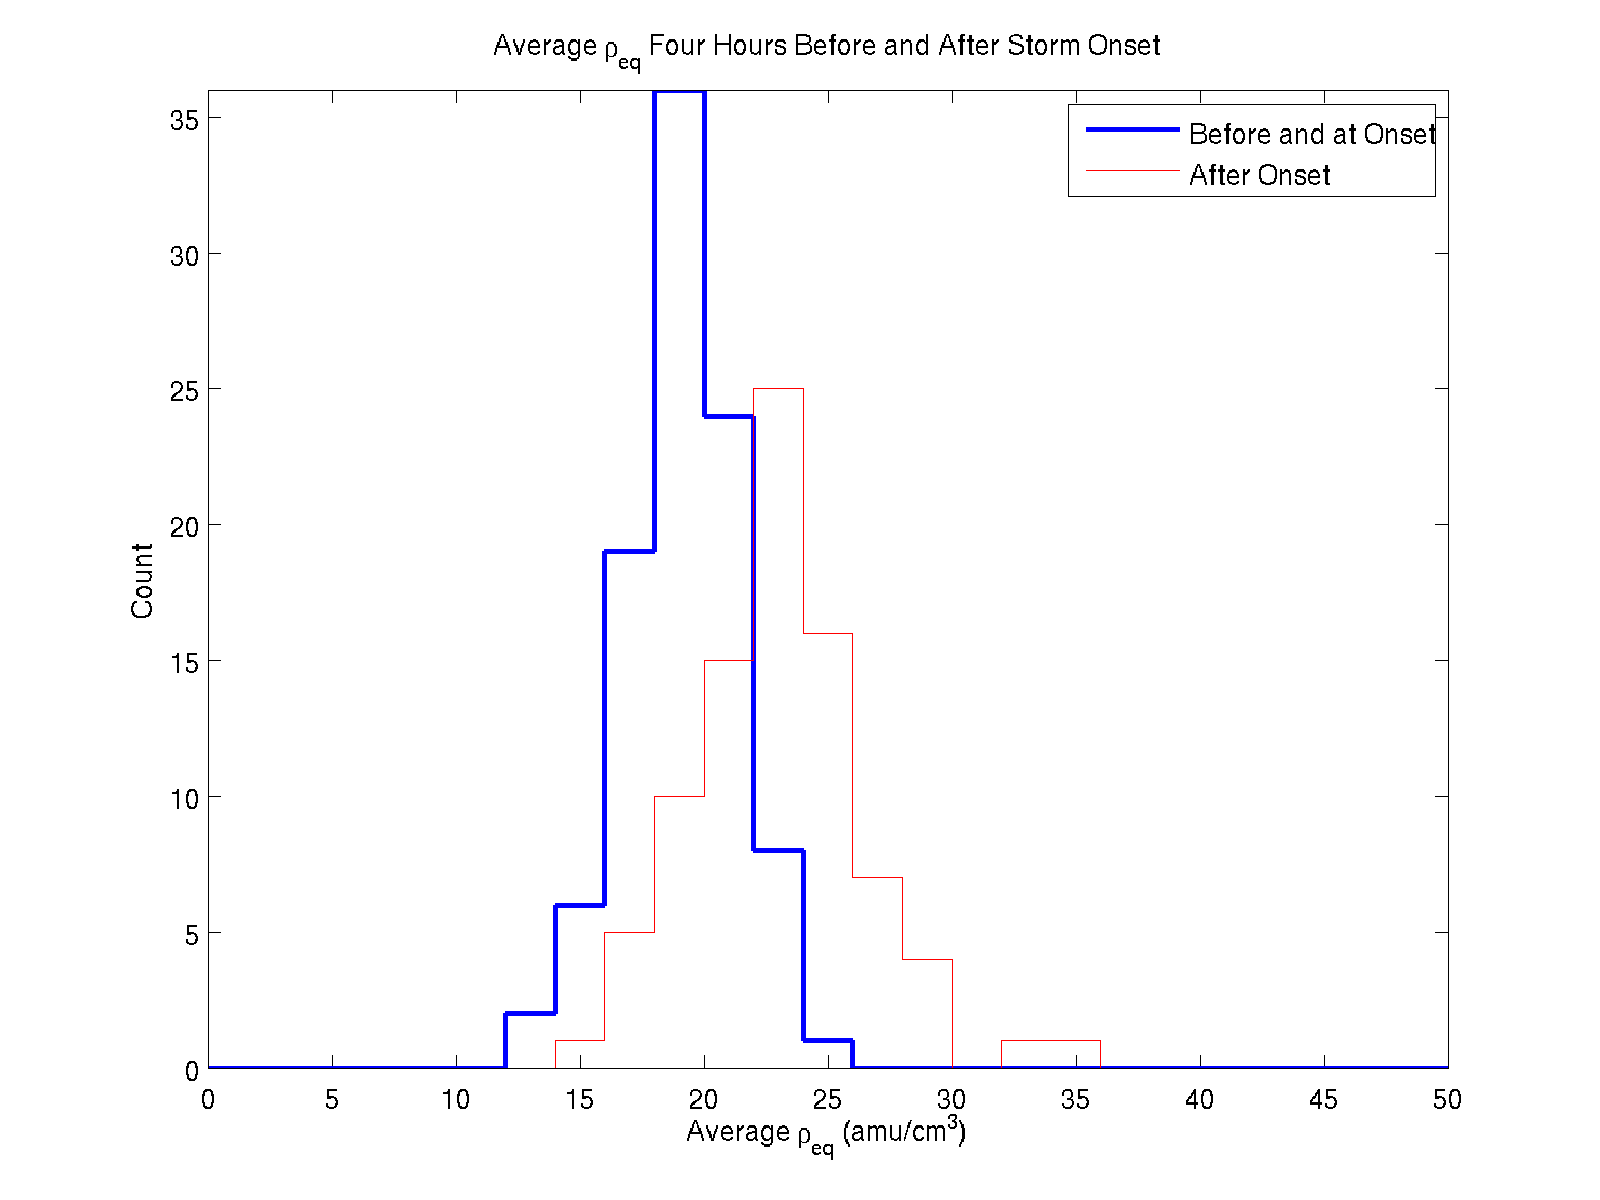 Average ρeq Four Hours Before and After Storm Onset
Before and at Onset
After Onset
35
30
25
20
15
10
5
0
Count
0 5 10 15 20 25 30 35 40 45 50
Average ρeq (amu/cm³)